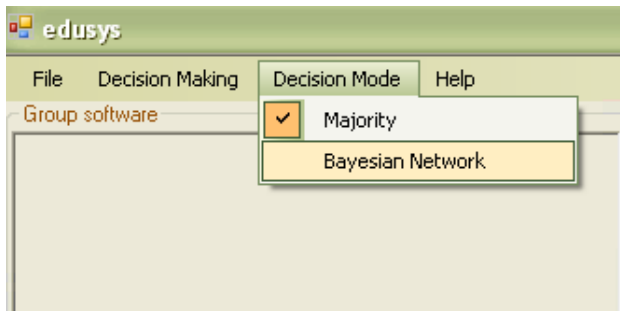 edusys
File Decision Making Decision Mode Help
Group software
Majority
Bayesian Network